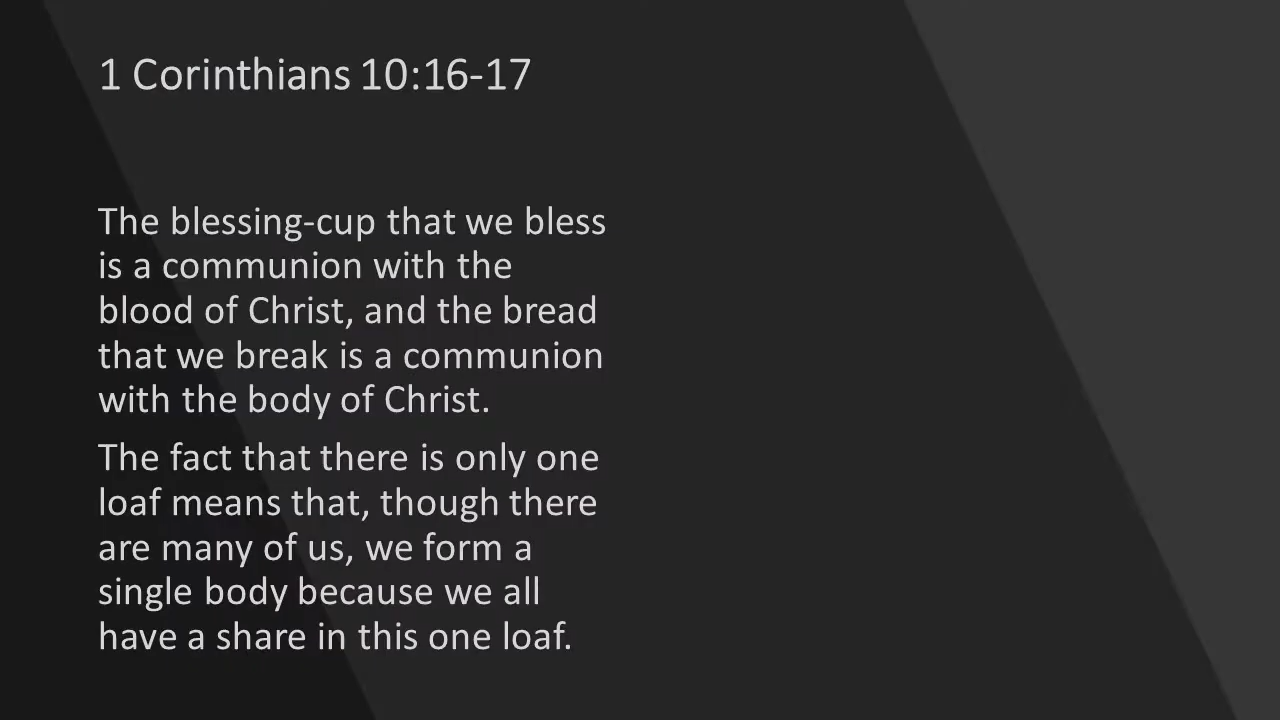 1 Corinthians 10:16-17
The blessing-cup that we bless
is a communion with the
blood of Christ, and the bread
that we break is a communion
with the body of Christ.
The fact that there is only one
loaf means that, though there
are many of us, we form a
single body because we all
have a share in this one loaf.